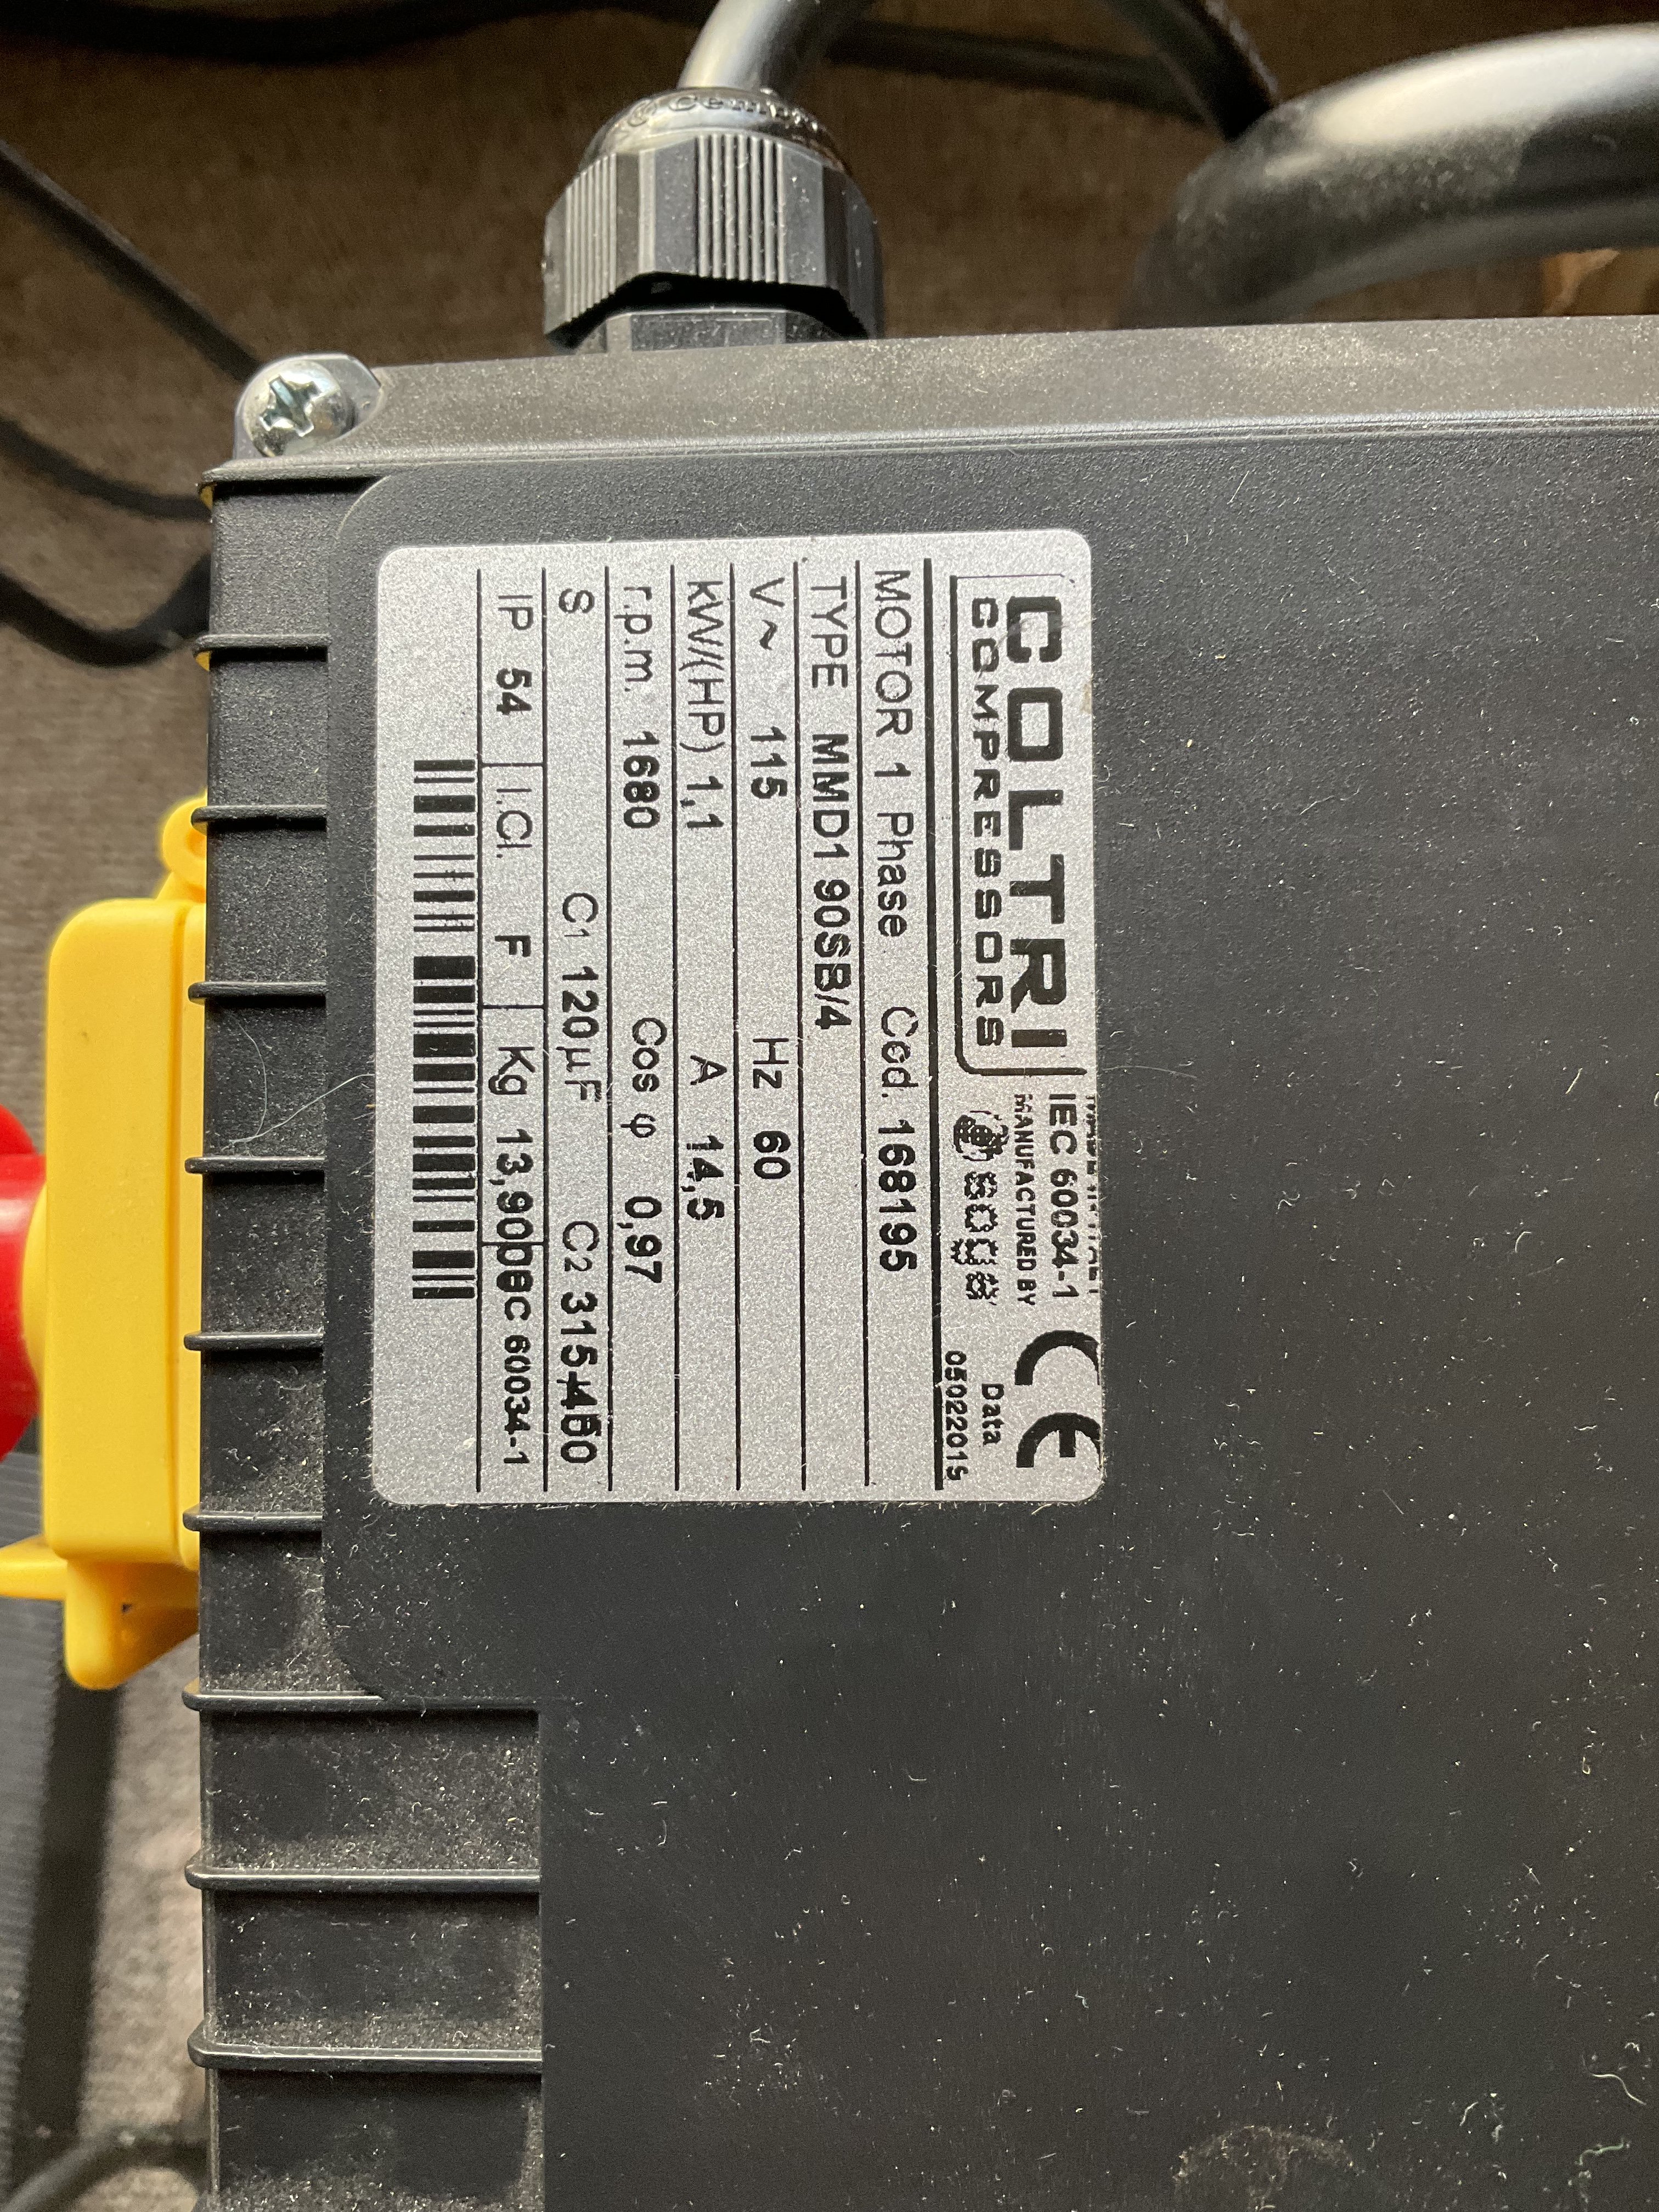 COLTRI
COMPRESSORS
IEC 60034-1
MANUFACTURED BY
soga
CE
Data
05022015
MOTOR 1 Phase Cod. 168195
TYPE MMD1 90SB/4
V~ 115 Hz 60
kW/(HP) 1,1 A 14,5
r.p.m. 1680 Cos φ 0,97
S C1 120µF C2 315÷
IP 54 I.Cl. F Kg 13,90 60034-1